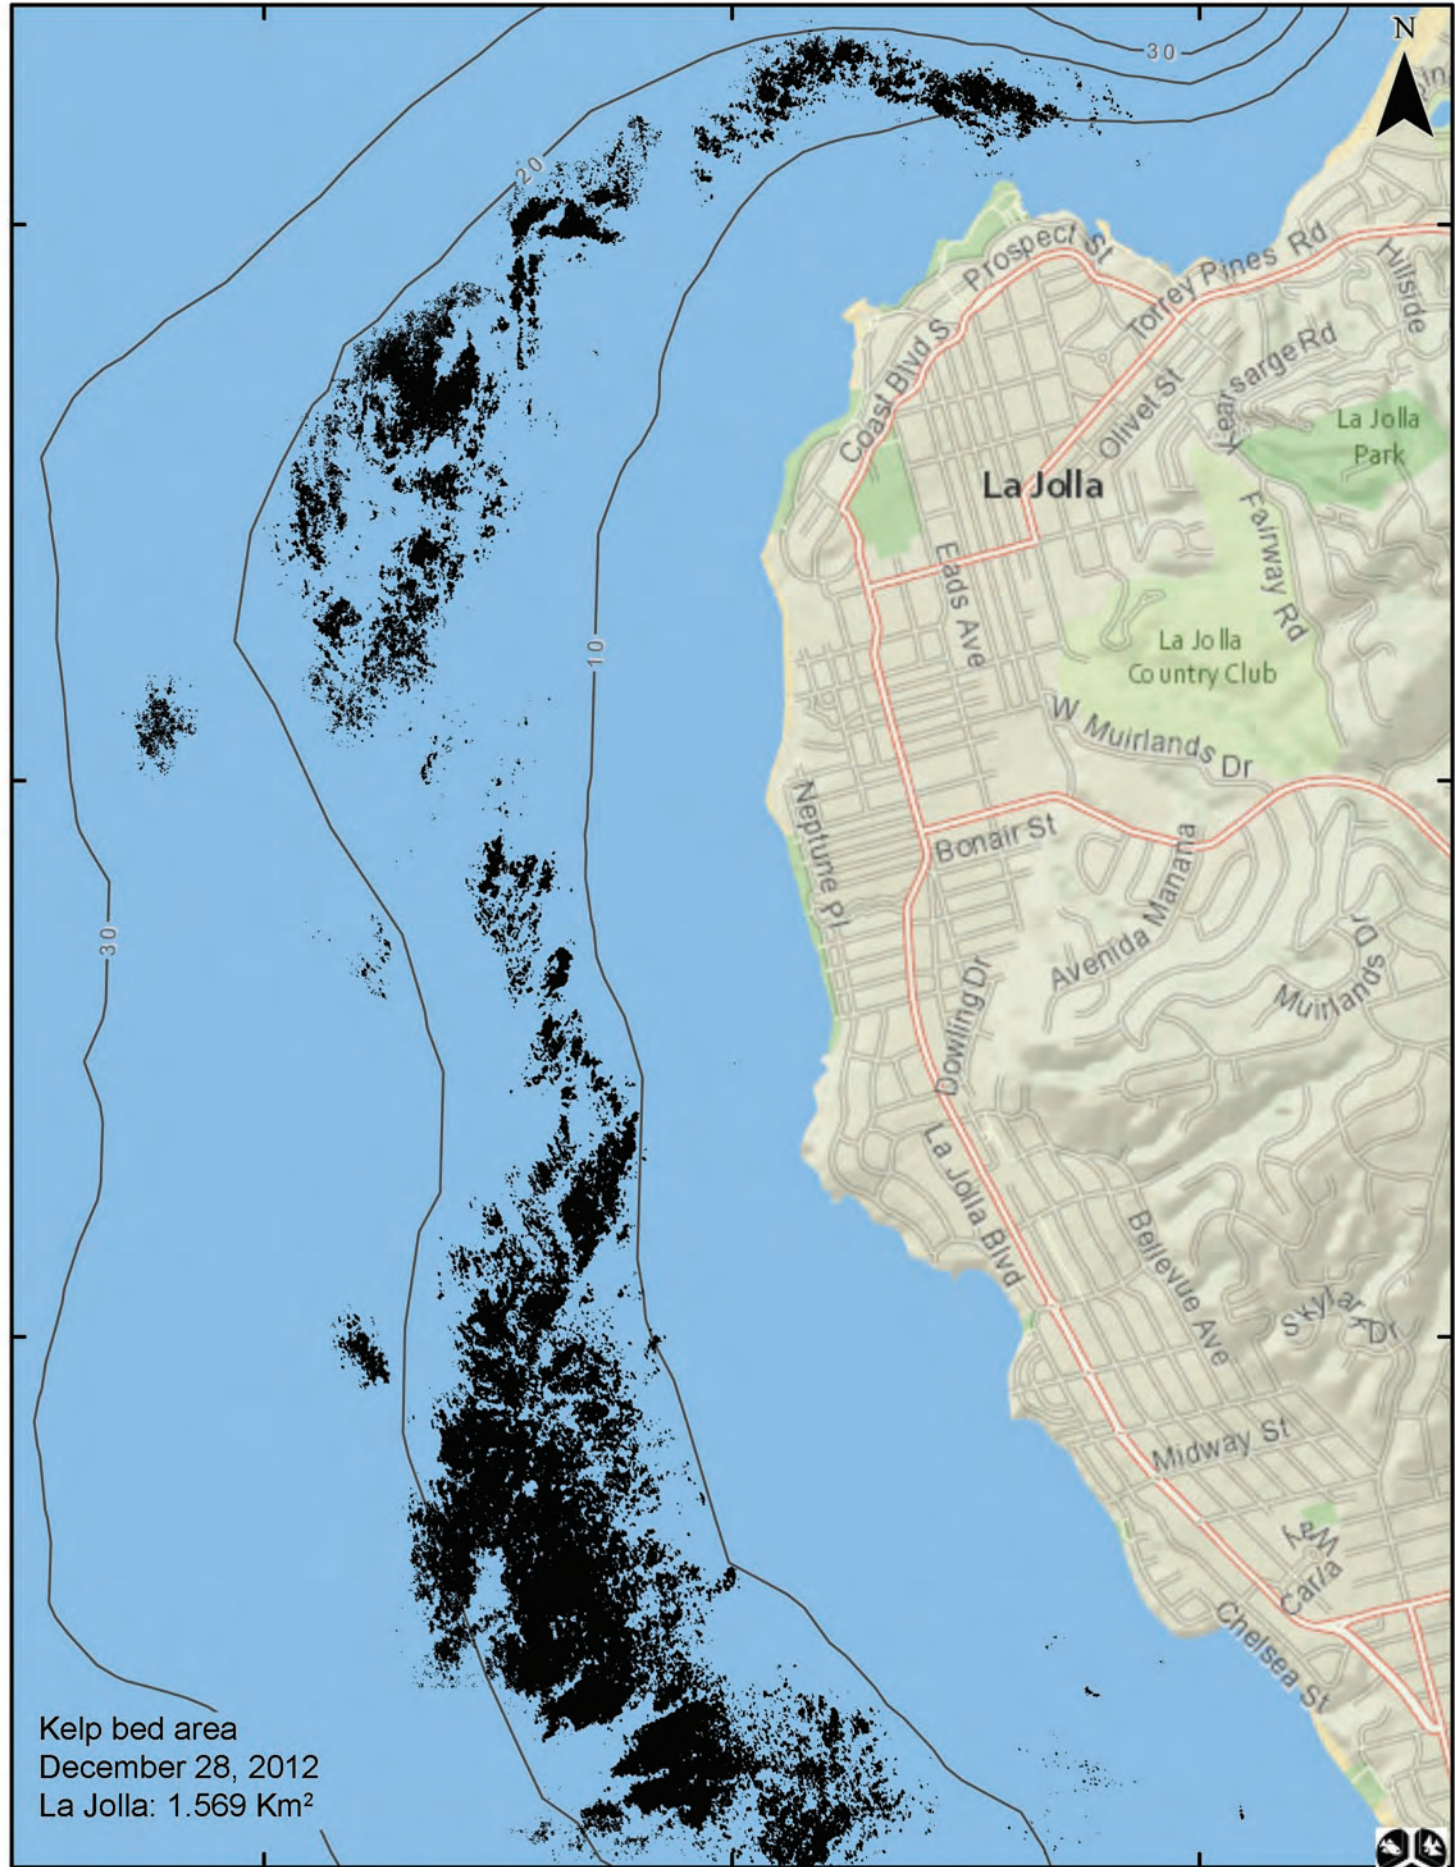 N
30
20
Prospect St
Torrey Pines Rd
Hillside
Coast Blvd S
Kearsarge Rd
Olivet St
La Jolla
Park
La Jolla
Fairway Rd
Eads Ave
10
La Jolla
Country Club
W Muirlands Dr
Neptune Pl
Bonair St
Avenida Manana
30
Muirlands Dr
Dowling Dr
La Jolla Blvd
Bellevue Ave
Skylark Dr
Midway St
Carla Way
Chelsea St
Kelp bed area
December 28, 2012
La Jolla: 1.569 Km²